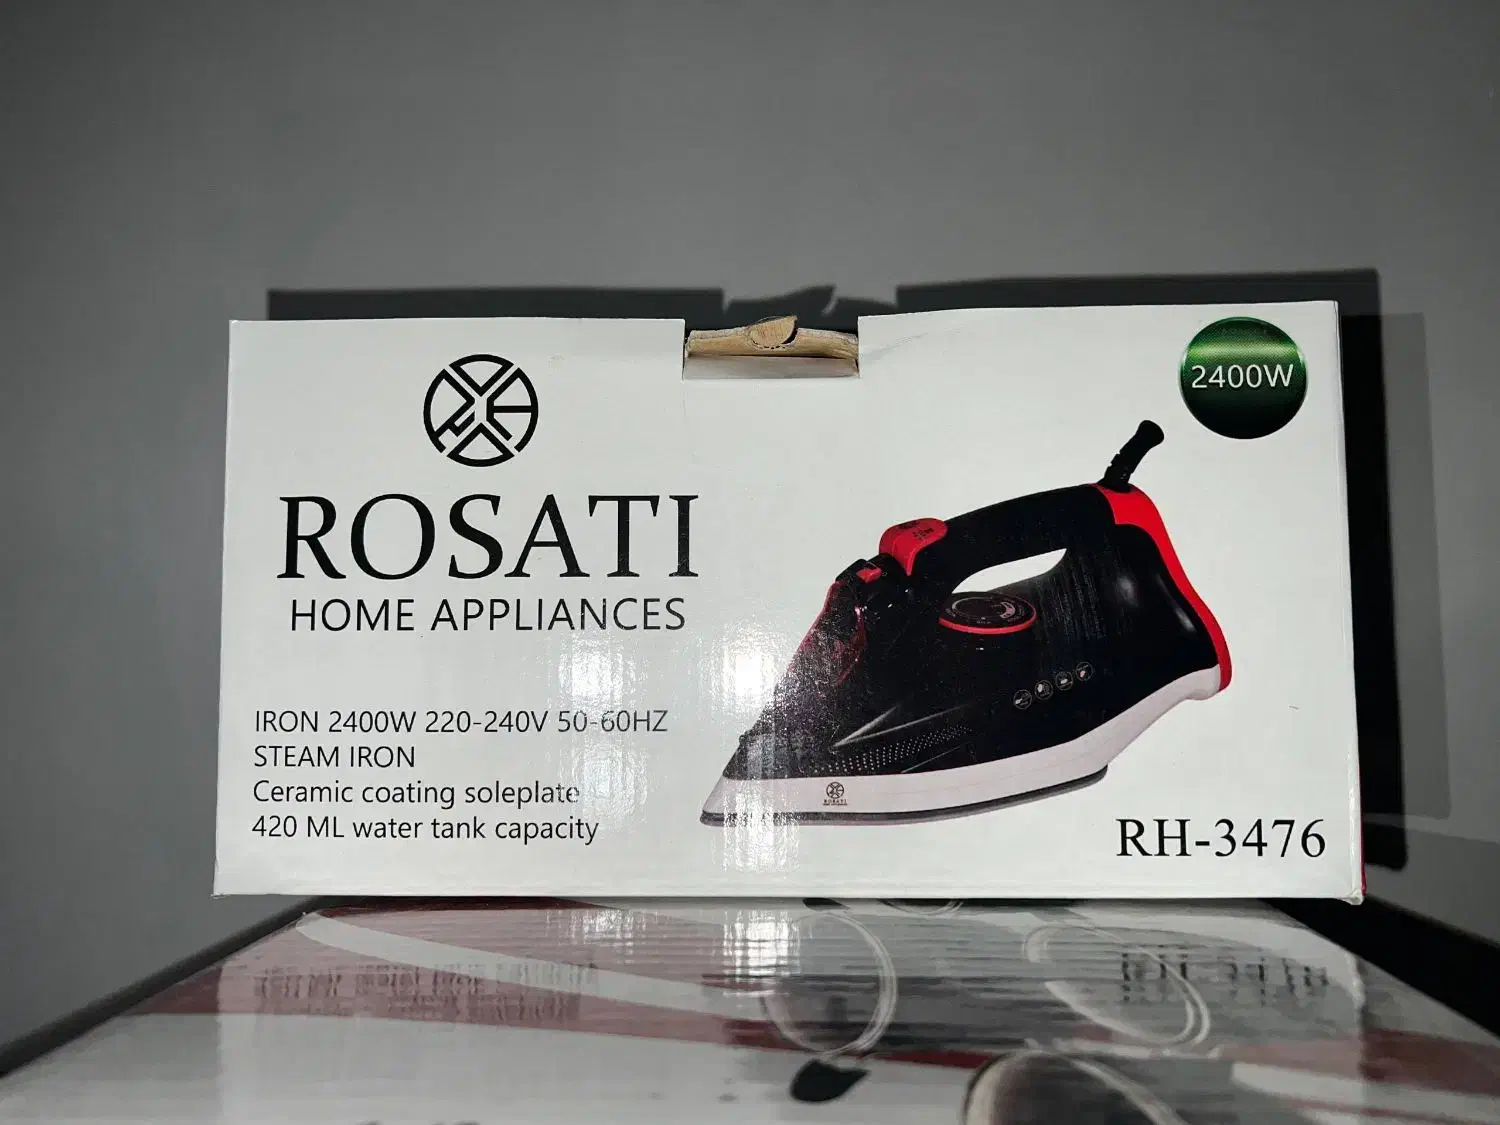 2400W
ROSATI
HOME APPLIANCES
IRON 2400W 220-240V 50-60HZ
STEAM IRON
Ceramic coating soleplate
420 ML water tank capacity
ROSATI
RH-3476